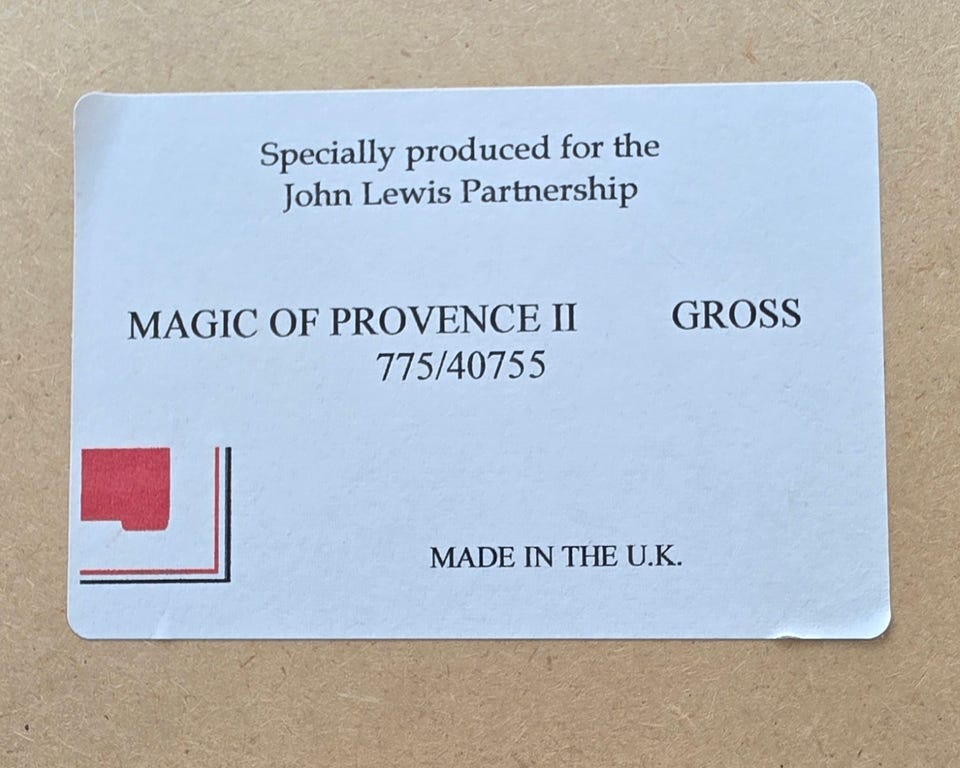 Specially produced for the
John Lewis Partnership
MAGIC OF PROVENCE II GROSS
775/40755
MADE IN THE U.K.